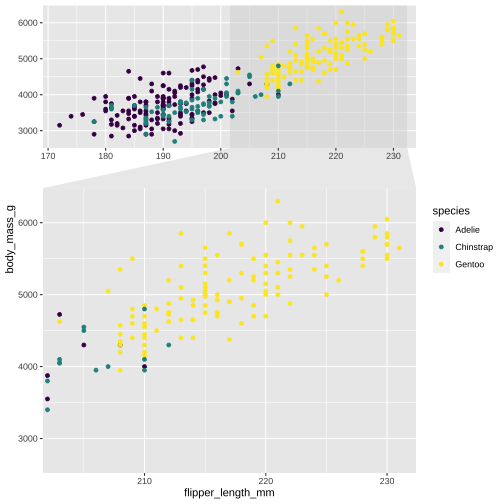 6000
5000
4000
3000
170 180 190 200 210 220 230
6000
5000
4000
3000
210 220 230
flipper_length_mm
body_mass_g
species
Adelie
Chinstrap
Gentoo